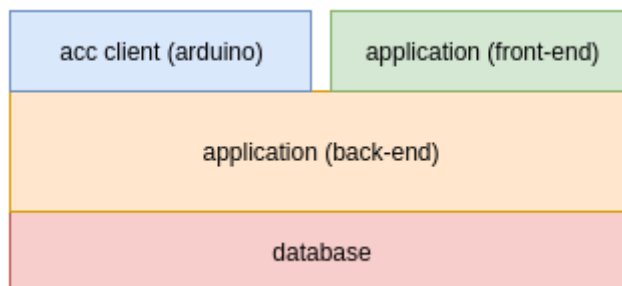 acc client (arduino)
application (front-end)
application (back-end)
database